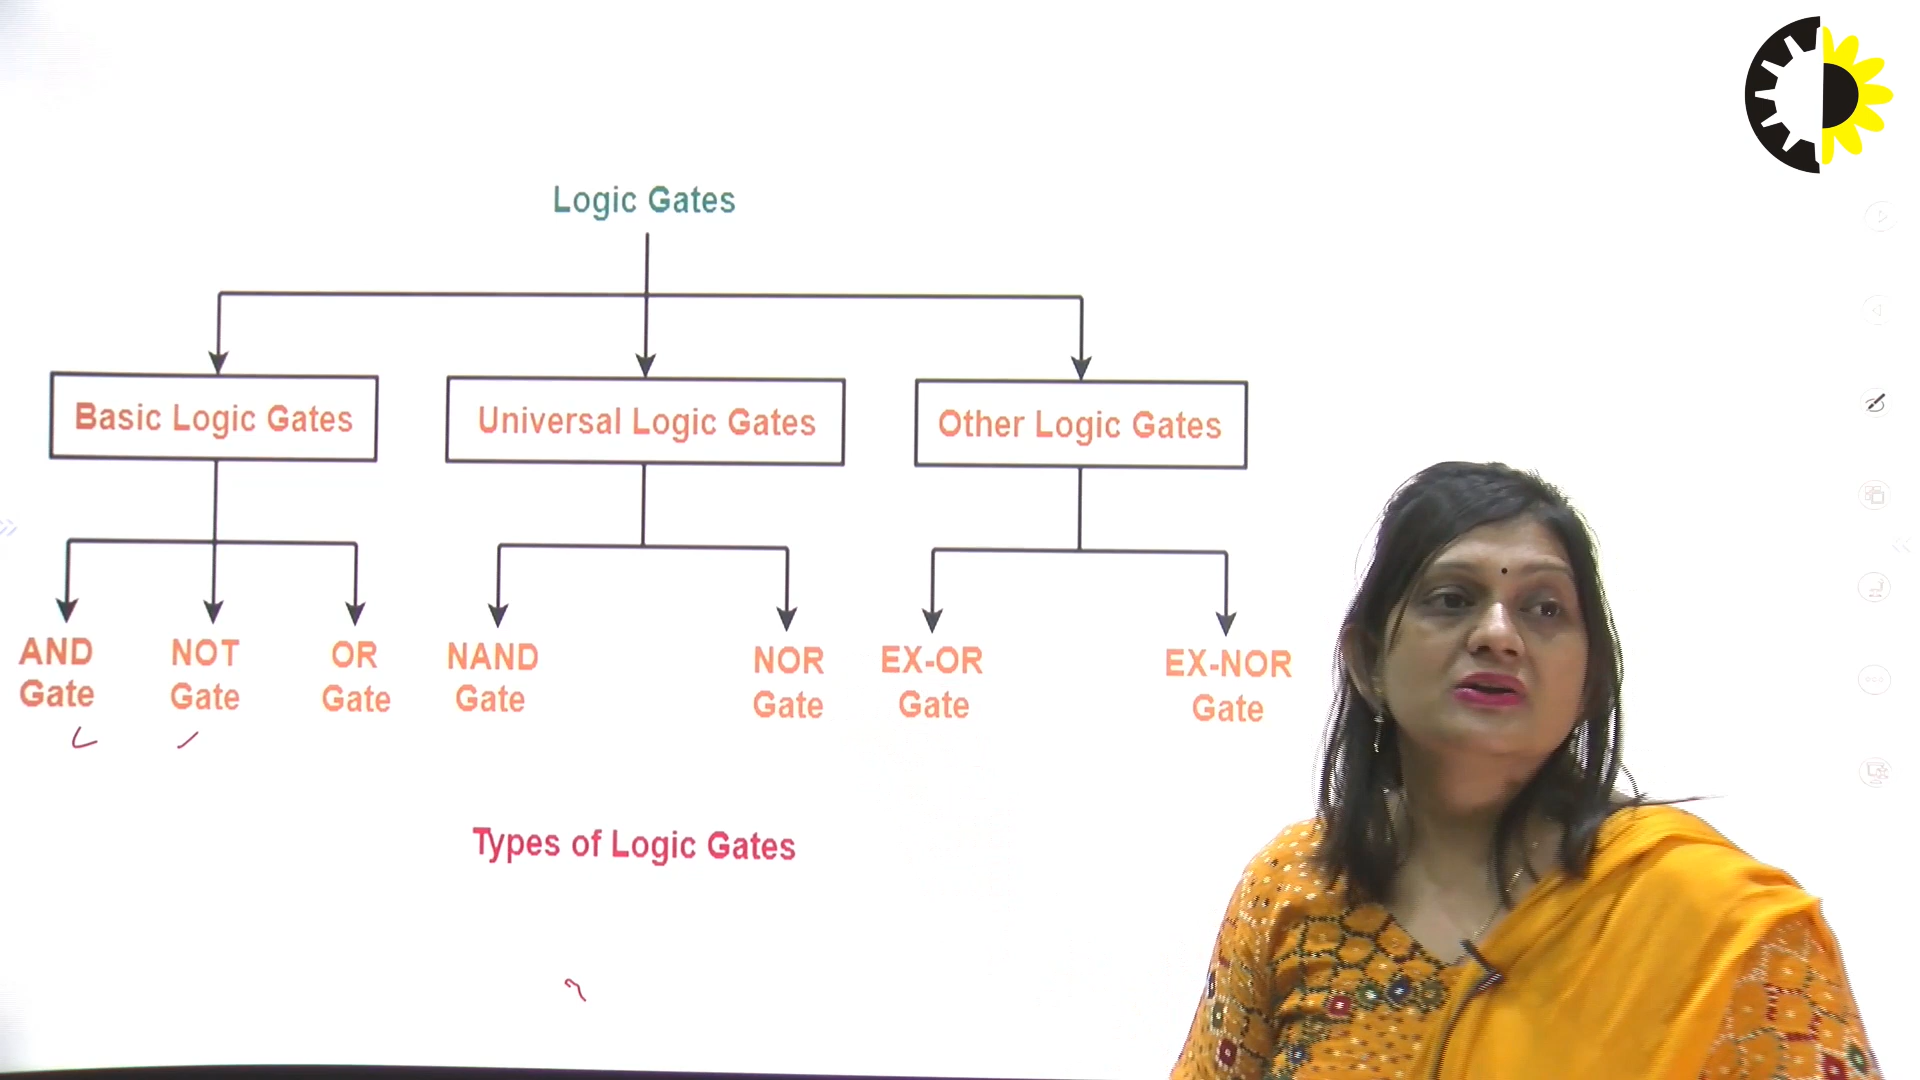 Logic Gates
Basic Logic Gates
Universal Logic Gates
Other Logic Gates
AND
Gate
NOT
Gate
OR
Gate
NAND
Gate
NOR
Gate
EX-OR
Gate
EX-NOR
Gate
Types of Logic Gates